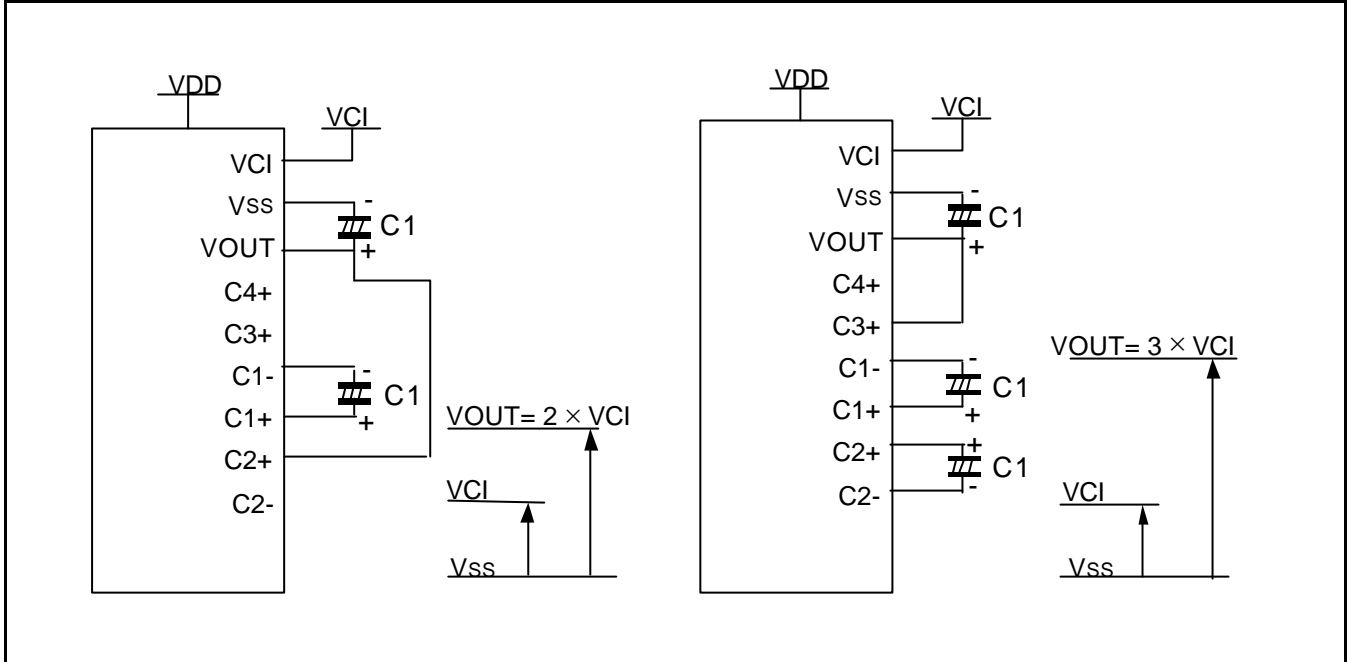 VDD
VCI
VCI
Vss
-
C1
VOUT
+
C4+
C3+
C1-
-
C1
C1+
+
C2+
C2-
VOUT= 2 × VCI
VCI
Vss
VDD
VCI
VCI
Vss
-
C1
VOUT
+
C4+
C3+
C1-
-
C1
C1+
+
C2+
+
C1
C2-
-
VOUT= 3 × VCI
VCI
Vss